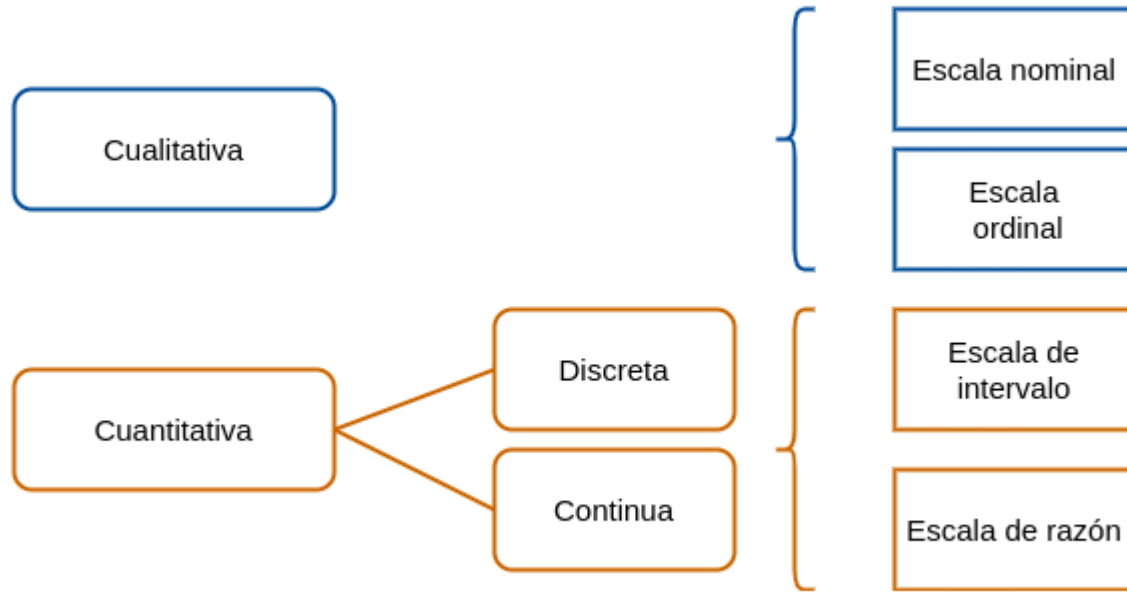 Cualitativa
Escala nominal
Escala
ordinal
Cuantitativa
Discreta
Continua
Escala de
intervalo
Escala de razón